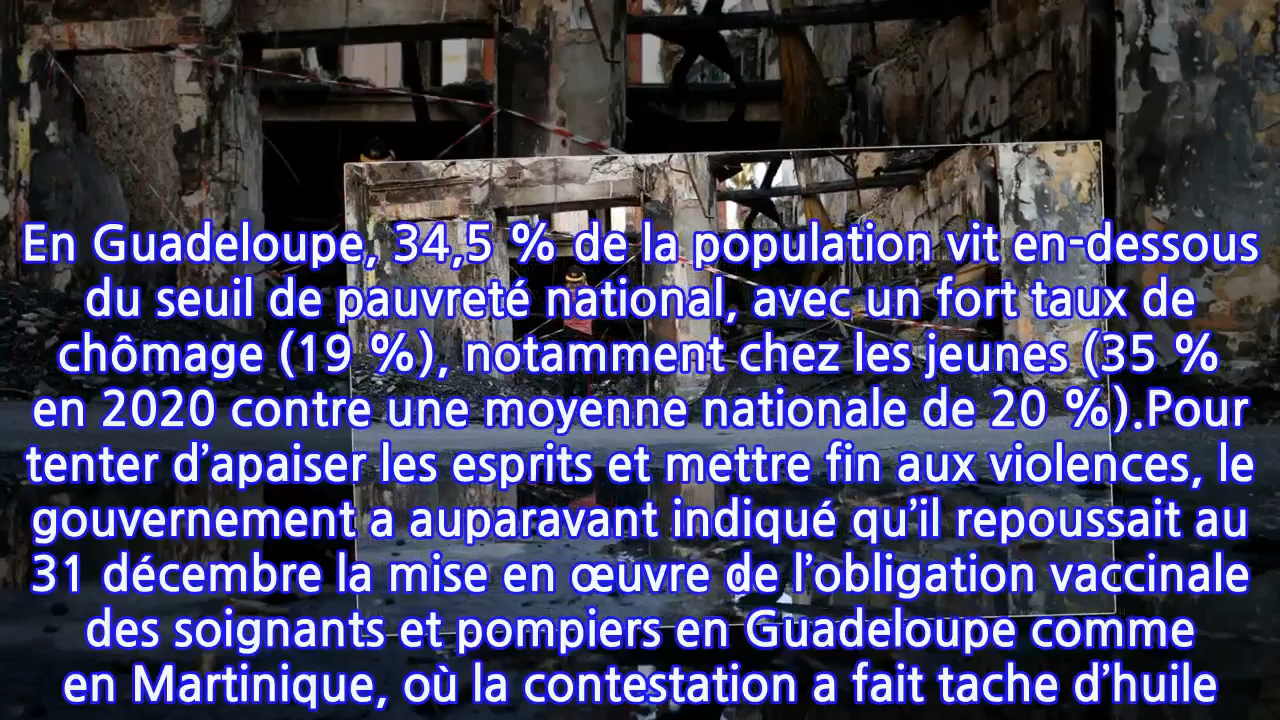 En Guadeloupe, 34,5 % de la population vit en-dessous
du seuil de pauvreté national, avec un fort taux de
chômage (19 %), notamment chez les jeunes (35 %
en 2020 contre une moyenne nationale de 20 %).Pour
tenter d’apaiser les esprits et mettre fin aux violences, le
gouvernement a auparavant indiqué qu’il repoussait au
31 décembre la mise en œuvre de l’obligation vaccinale
des soignants et pompiers en Guadeloupe comme
en Martinique, où la contestation a fait tache d’huile